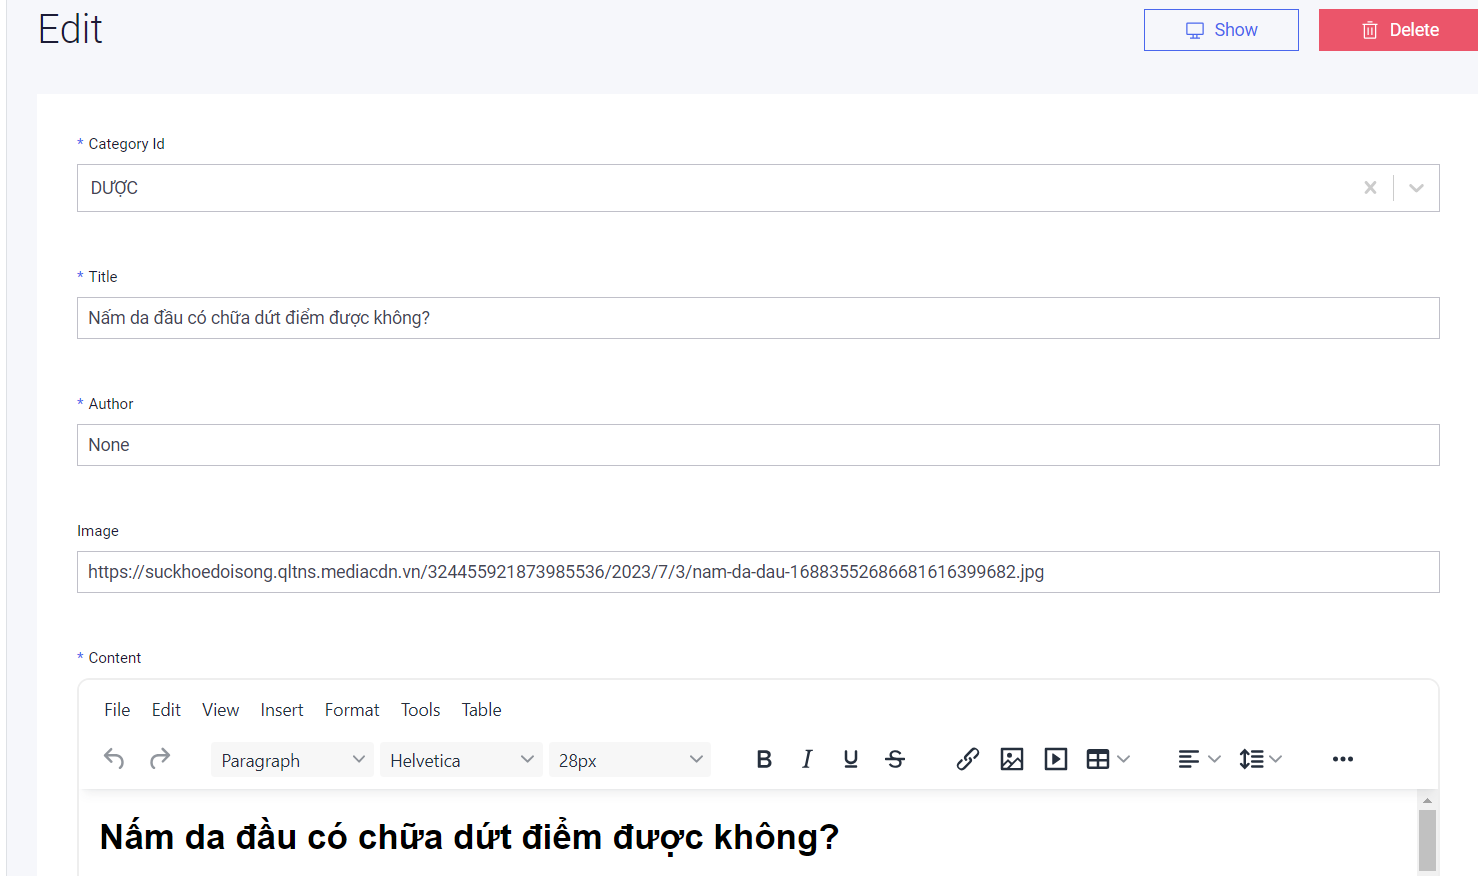 Edit
Show
Delete
* Category Id
DƯỢC
* Title
Nấm da đầu có chữa dứt điểm được không?
* Author
None
Image
https://suckhoedoisong.qltns.mediacdn.vn/324455921873985536/2023/7/3/nam-da-dau-16883552686681616399682.jpg
* Content
File Edit View Insert Format Tools Table
Paragraph Helvetica 28px B I U S
Nấm da đầu có chữa dứt điểm được không?